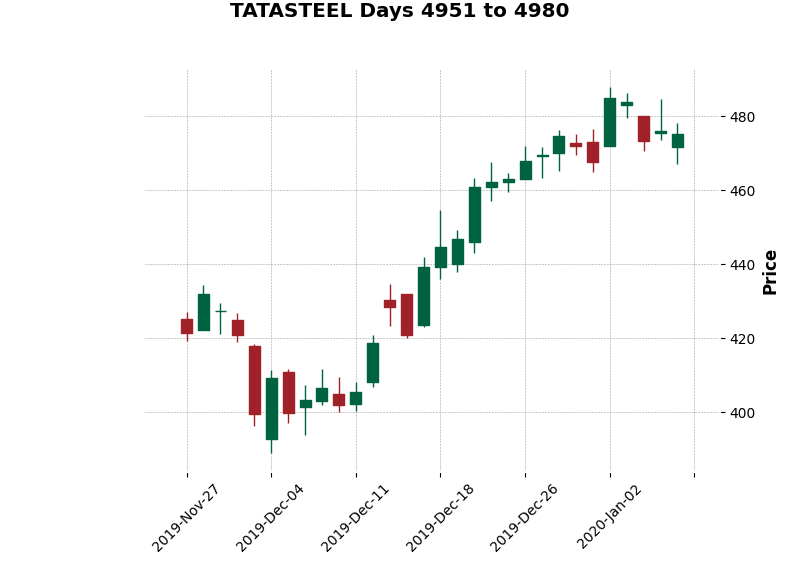 TATASTEEL Days 4951 to 4980
480
460
440
420
400
Price
2019-Nov-27
2019-Dec-04
2019-Dec-11
2019-Dec-18
2019-Dec-26
2020-Jan-02